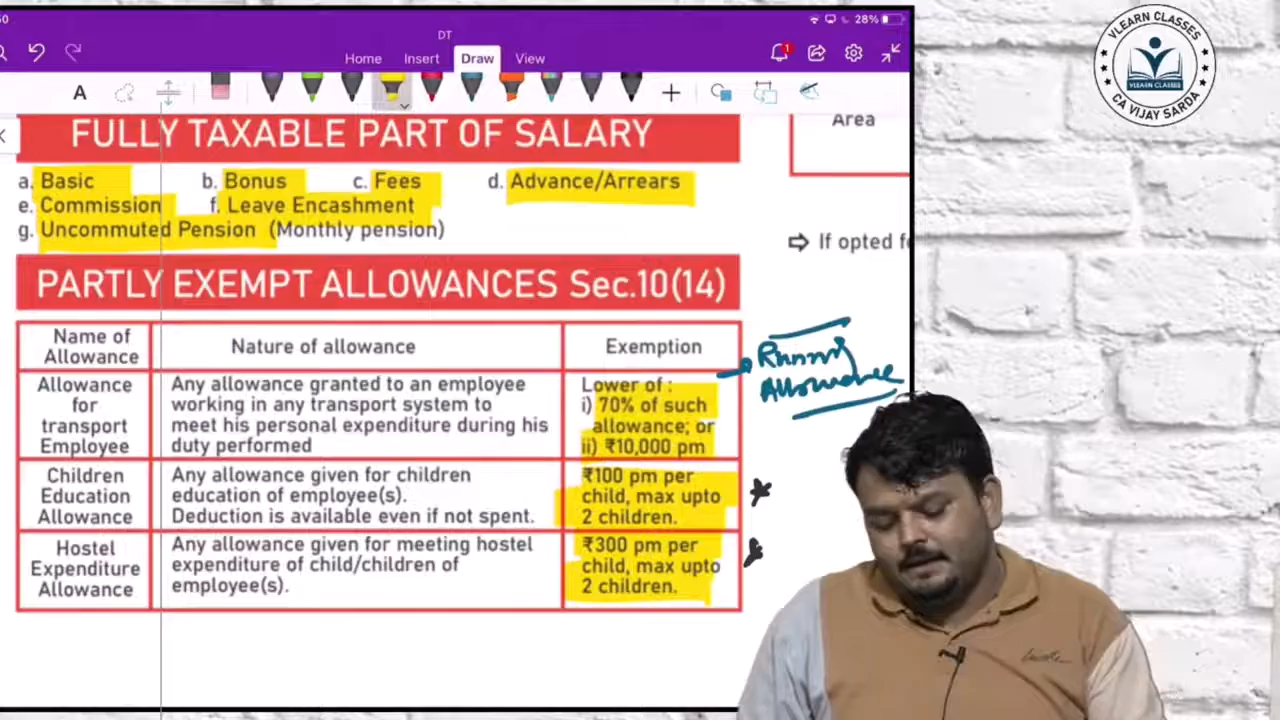 50
28%
DT
Home Insert Draw View
1
A
FULLY TAXABLE PART OF SALARY
a. Basic b. Bonus c. Fees d. Advance/Arrears
e. Commission f. Leave Encashment
g. Uncommuted Pension (Monthly pension)
PARTLY EXEMPT ALLOWANCES Sec.10(14)
Name of
Allowance
Nature of allowance
Exemption
Allowance
for
transport
Employee
Any allowance granted to an employee
working in any transport system to
meet his personal expenditure during his
duty performed
Lower of :
i) 70% of such
allowance; or
ii) ₹10,000 pm
Children
Education
Allowance
Any allowance given for children
education of employee(s).
Deduction is available even if not spent.
₹100 pm per
child, max upto
2 children.
Hostel
Expenditure
Allowance
Any allowance given for meeting hostel
expenditure of child/children of
employee(s).
₹300 pm per
child, max upto
2 children.
Area
If opted f
Allowance
VLEARN CLASSES
VLEARN CLASSES
CA VIJAY SARDA